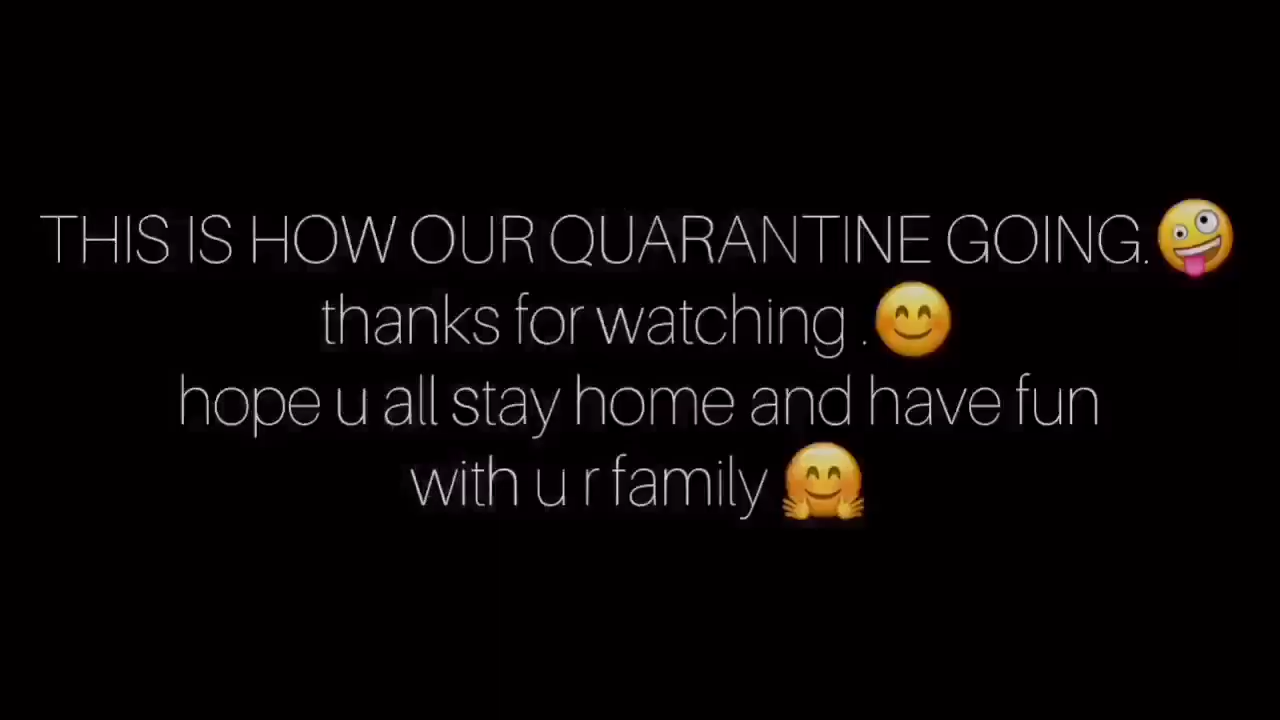 THIS IS HOW OUR QUARANTINE GOING.🤪
thanks for watching .😊
hope u all stay home and have fun
with u r family 🤗